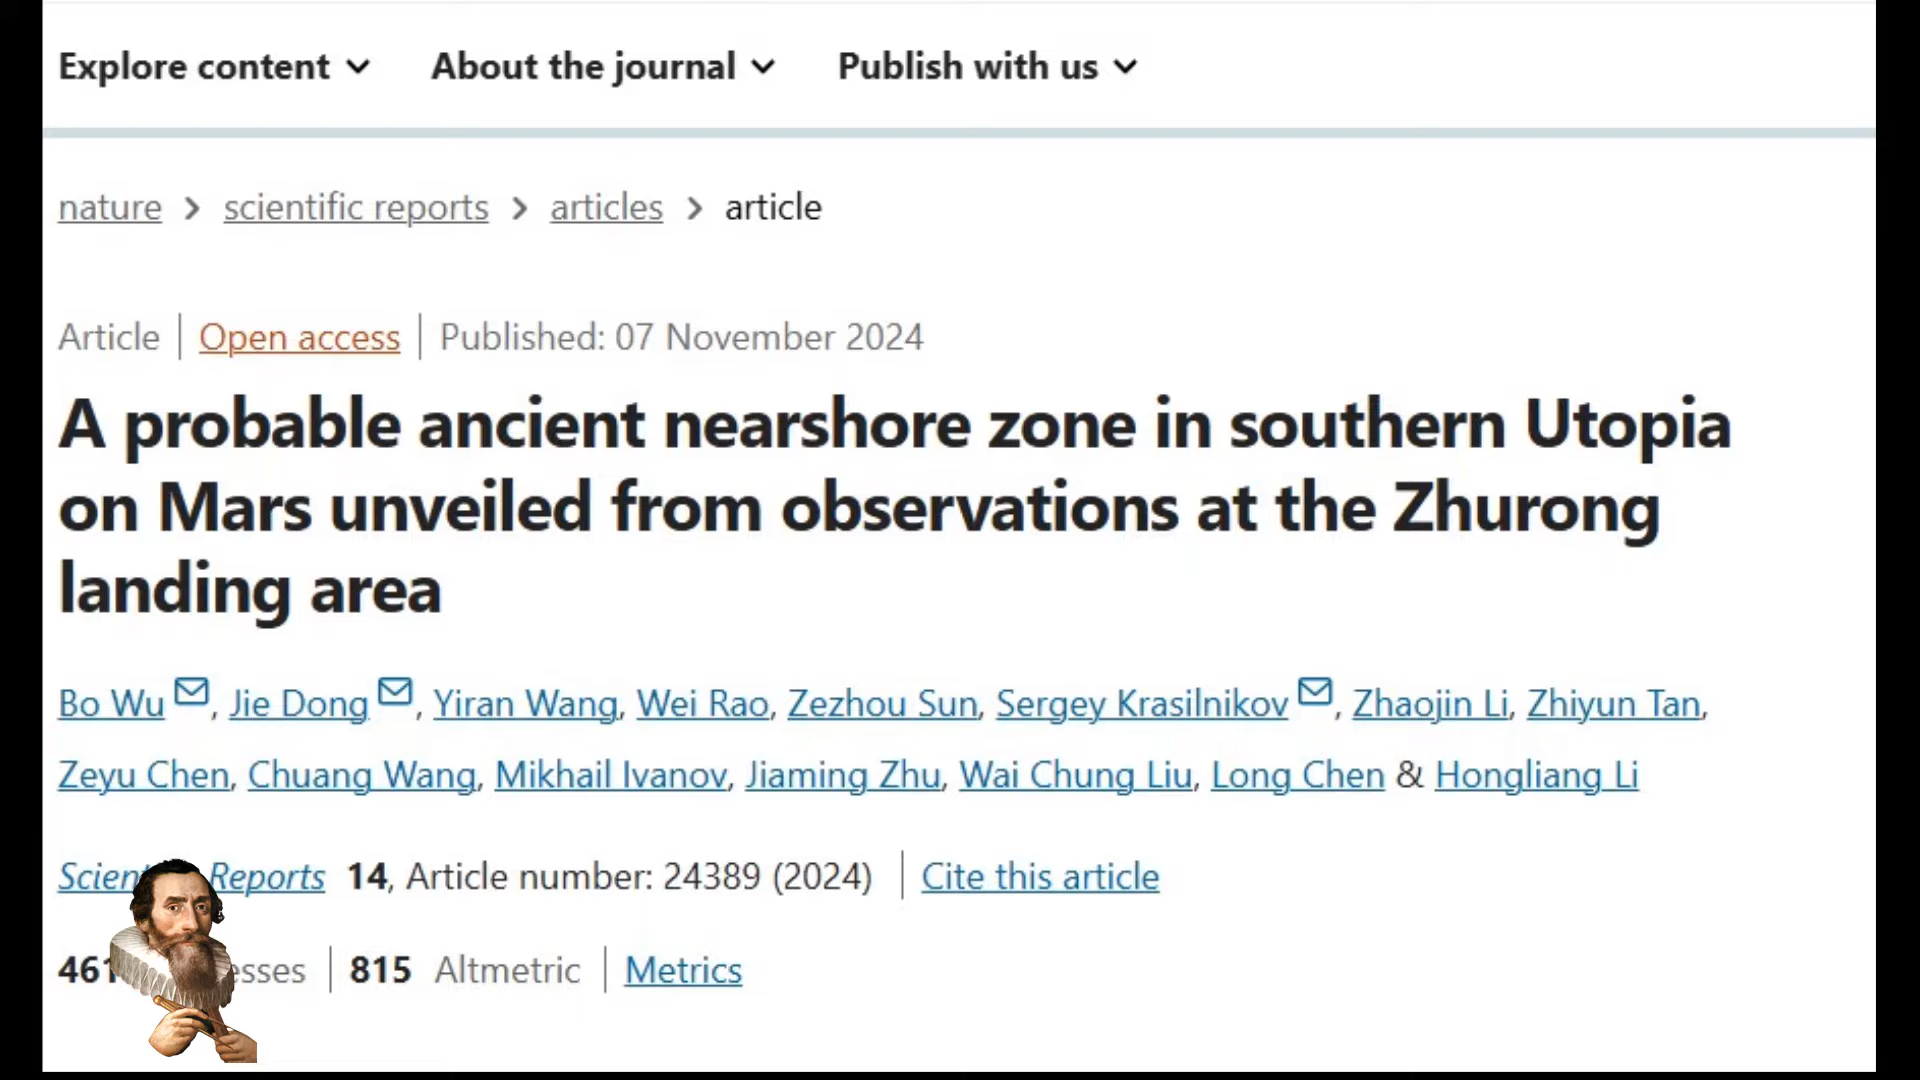 Explore content About the journal Publish with us
nature > scientific reports > articles > article
Article | Open access | Published: 07 November 2024
A probable ancient nearshore zone in southern Utopia
on Mars unveiled from observations at the Zhurong
landing area
Bo Wu, Jie Dong, Yiran Wang, Wei Rao, Zezhou Sun, Sergey Krasilnikov, Zhaojin Li, Zhiyun Tan,
Zeyu Chen, Chuang Wang, Mikhail Ivanov, Jiaming Zhu, Wai Chung Liu, Long Chen & Hongliang Li
Reports 14, Article number: 24389 (2024) | Cite this article
815 Altmetric | Metrics